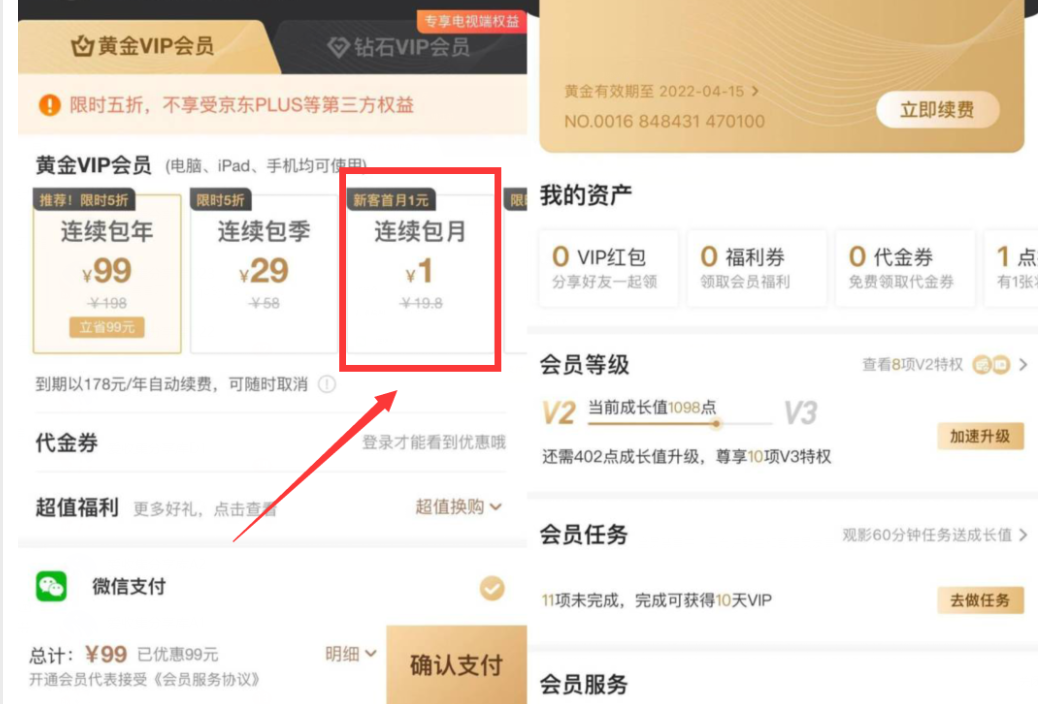 专享电视端权益
黄金VIP会员
钻石VIP会员
限时五折，不享受京东PLUS等第三方权益
黄金VIP会员 (电脑、iPad、手机均可使用)
推荐！限时5折
连续包年
¥99
¥198
立省99元
限时5折
连续包季
¥29
¥58
新客首月1元
连续包月
¥1
¥19.8
到期以178元/年自动续费，可随时取消
代金券
登录才能看到优惠哦
超值福利 更多好礼，点击查看
超值换购
微信支付
总计：¥99 已优惠99元
明细
开通会员代表接受《会员服务协议》
确认支付
黄金有效期至 2022-04-15
NO.0016 848431 470100
立即续费
我的资产
0 VIP红包
分享好友一起领
0 福利券
领取会员福利
0 代金券
免费领取代金券
1 点
有1张
会员等级
查看8项V2特权
V2 当前成长值1098点 V3
还需402点成长值升级，尊享10项V3特权
加速升级
会员任务
观影60分钟任务送成长值
11项未完成，完成可获得10天VIP
去做任务
会员服务